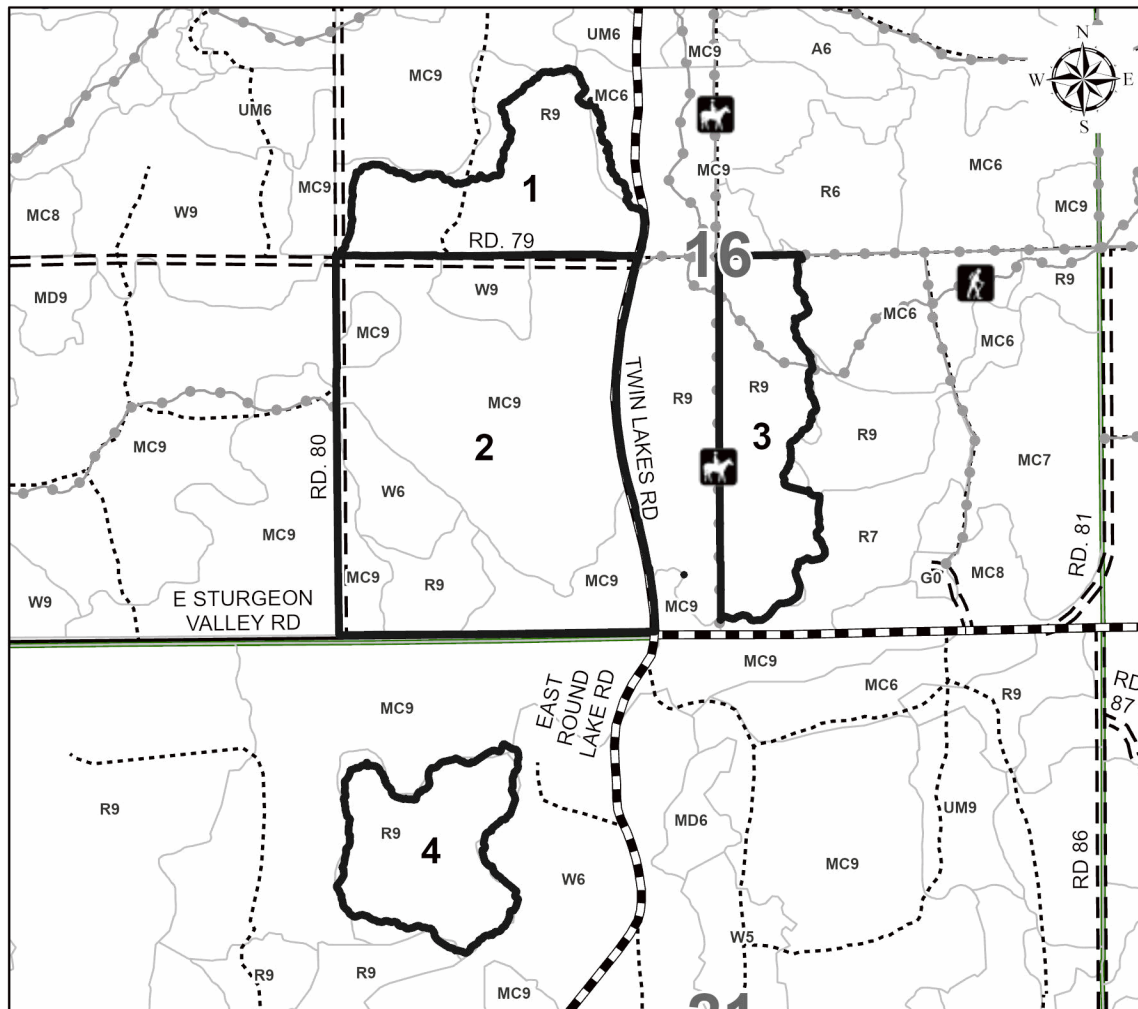 N
W
E
S
UM6
MC9
A6
MC9
MC6
R9
UM6
MC6
MC9
MC9
R6
MC8
W9
MC9
1
RD. 79
16
MD9
W9
R9
MC6
MC9
MC6
TWIN LAKES RD
R9
R9
MC9
2
3
R9
MC9
MC7
RD. 80
W6
MC9
R7
RD. 81
MC9
R9
MC9
G0
MC8
W9
MC9
E STURGEON
VALLEY RD
MC9
MC6
R9
RD
87
EAST
ROUND
LAKE RD
MC9
R9
R9
4
MD6
UM9
MC9
RD 86
W6
W5
R9
R9
MC9